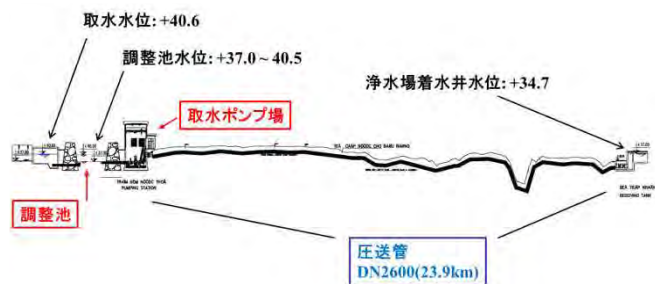 取水水位: +40.6
調整池水位: +37.0 ~ 40.5
浄水場着水井水位: +34.7
取水ポンプ場
調整池
PUMPING STATION
圧送管
DN2600(23.9km)